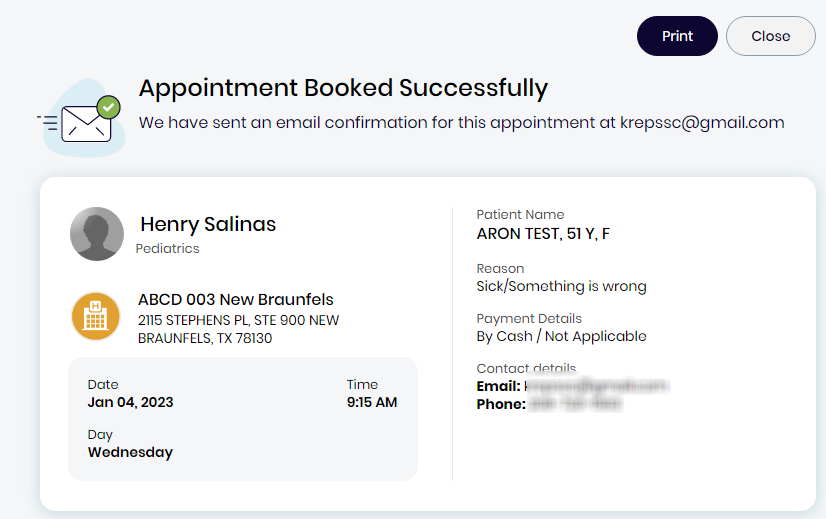 Print
Close
Appointment Booked Successfully
We have sent an email confirmation for this appointment at krepssc@gmail.com
Henry Salinas
Pediatrics
H
ABCD 003 New Braunfels
2115 STEPHENS PL, STE 900 NEW
BRAUNFELS, TX 78130
Date
Time
Jan 04, 2023
9:15 AM
Day
Wednesday
Patient Name
ARON TEST, 51 Y, F
Reason
Sick/Something is wrong
Payment Details
By Cash / Not Applicable
Contact details
Email:
Phone: